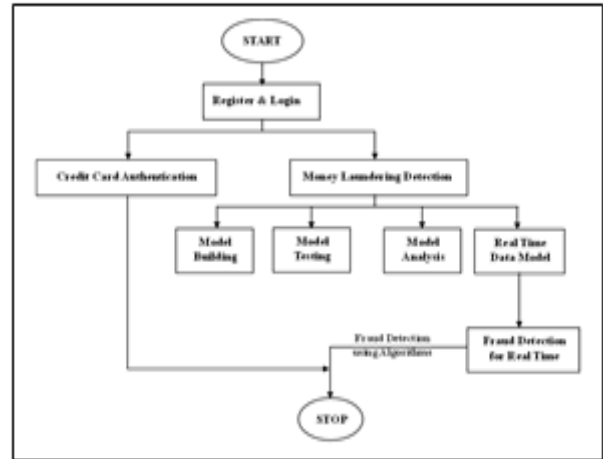 START
Register & Login
Credit Card Authentication
Money Laundering Detection
Model
Building
Model
Testing
Model
Analysis
Real Time
Data Model
Fraud Detection
using Algorithms
Fraud Detection
for Real Time
STOP